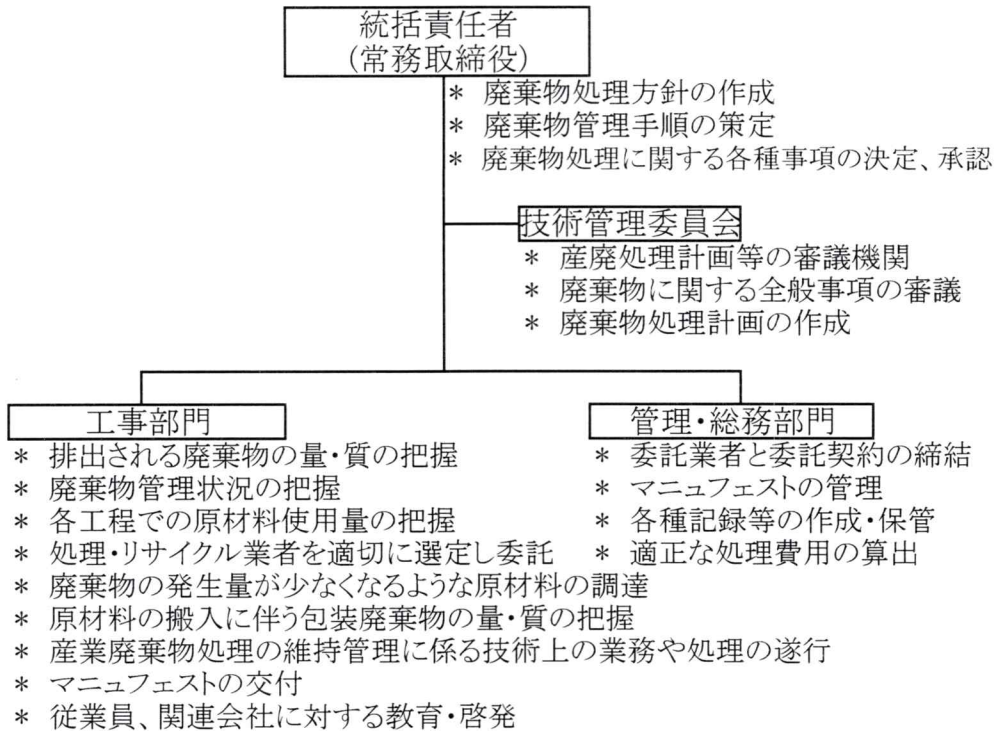 統括責任者
(常務取締役)
* 廃棄物処理方針の作成
* 廃棄物管理手順の策定
* 廃棄物処理に関する各種事項の決定、承認
技術管理委員会
* 産廃処理計画等の審議機関
* 廃棄物に関する全般事項の審議
* 廃棄物処理計画の作成
工事部門
* 排出される廃棄物の量・質の把握
* 廃棄物管理状況の把握
* 各工程での原材料使用量の把握
* 処理・リサイクル業者を適切に選定し委託
* 廃棄物の発生量が少なくなるような原材料の調達
* 原材料の搬入に伴う包装廃棄物の量・質の把握
* 産業廃棄物処理の維持管理に係る技術上の業務や処理の遂行
* マニュフェストの交付
* 従業員、関連会社に対する教育・啓発
管理・総務部門
* 委託業者と委託契約の締結
* マニュフェストの管理
* 各種記録等の作成・保管
* 適正な処理費用の算出